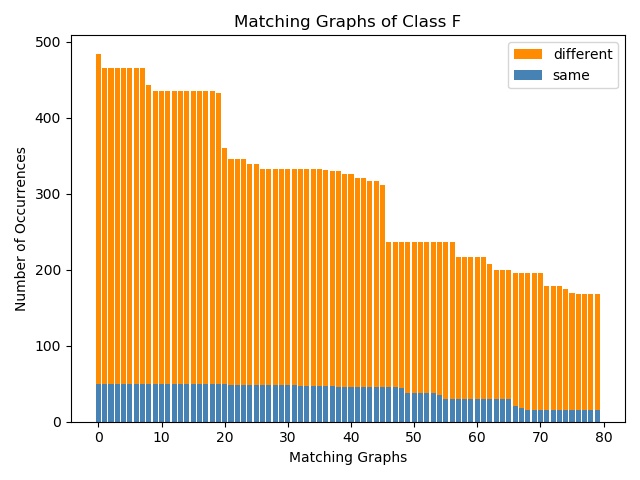 Matching Graphs of Class F
different
same
Number of Occurrences
500
400
300
200
100
0
0 10 20 30 40 50 60 70 80
Matching Graphs